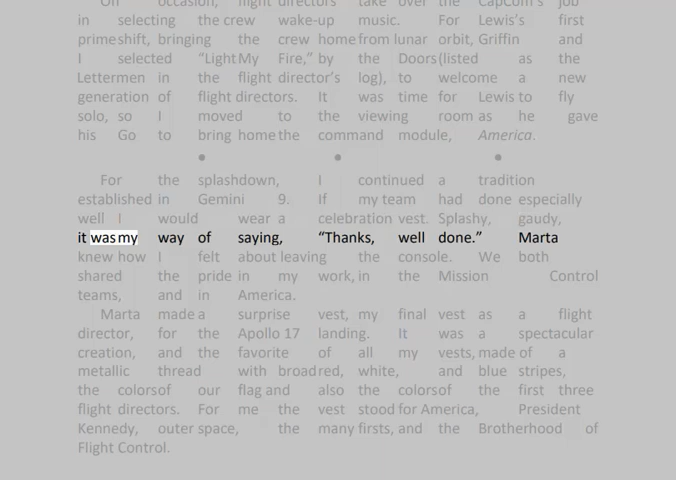 On occasion, flight directors take over the CapCom's job
in selecting the crew wake-up music. For Lewis's first
prime shift, bringing the crew home from lunar orbit, Griffin and
I selected “Light My Fire,” by the Doors (listed as the
Lettermen in the flight director's log), to welcome a new
generation of flight directors. It was time for Lewis to fly
solo, so I moved to the viewing room as he gave
his Go to bring home the command module, America.
• • •
For the splashdown, I continued a tradition
established in Gemini 9. If my team had done especially
well I would wear a celebration vest. Splashy, gaudy,
it was my way of saying, “Thanks, well done.” Marta
knew how I felt about leaving the console. We both
shared the pride in my work, in the Mission Control
teams, and in America.
Marta made a surprise vest, my final vest as a flight
director, for the Apollo 17 landing. It was a spectacular
creation, and the favorite of all my vests, made of a
metallic thread with broad red, white, and blue stripes,
the colors of our flag and also the colors of the first three
flight directors. For me the vest stood for America, President
Kennedy, outer space, the many firsts, and the Brotherhood of
Flight Control.